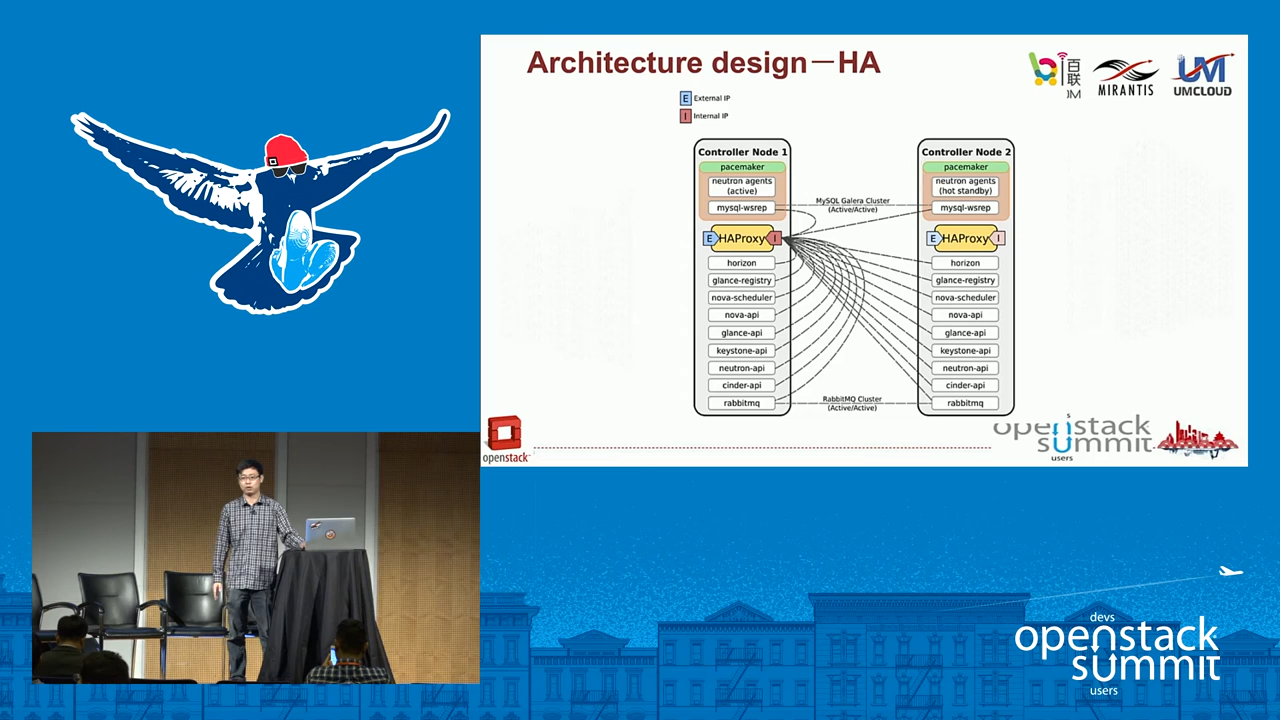 Architecture design—HA
百
联
OM
MIRANTIS
UM
UMCLOUD
E External IP
I Internal IP
Controller Node 1
pacemaker
neutron agents
(active)
mysql-wsrep
E HAProxy I
horizon
glance-registry
nova-scheduler
nova-api
glance-api
keystone-api
neutron-api
cinder-api
rabbitmq
MySQL Galera Cluster
(Active/Active)
RabbitMQ Cluster
(Active/Active)
Controller Node 2
pacemaker
neutron agents
(hot standby)
mysql-wsrep
E HAProxy I
horizon
glance-registry
nova-scheduler
nova-api
glance-api
keystone-api
neutron-api
cinder-api
rabbitmq
openstack
openstack
summit
users
devs
openstack
summit
users